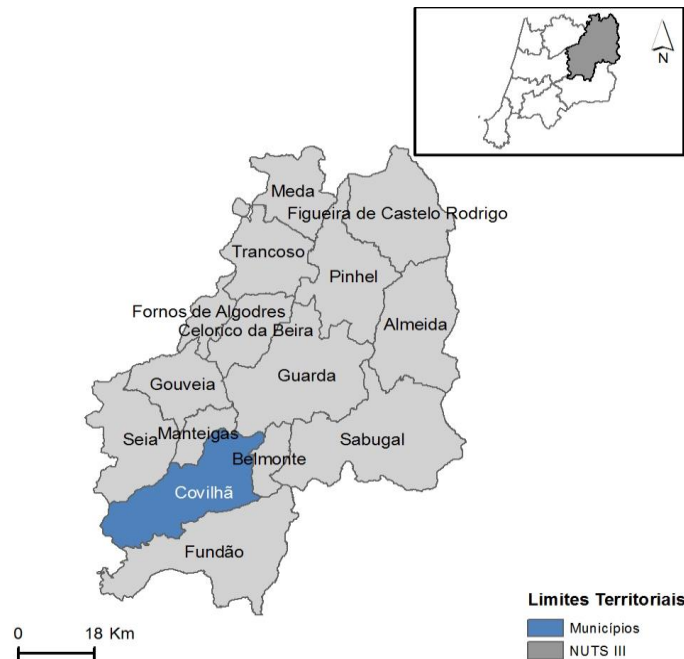 N
Meda
Figueira de Castelo Rodrigo
Trancoso
Pinhel
Fornos de Algodres
Almeida
Celorico da Beira
Guarda
Gouveia
Seia
Manteigas
Sabugal
Belmonte
Covilhã
Fundão
Limites Territoriais
0 18 Km
Municípios
NUTS III